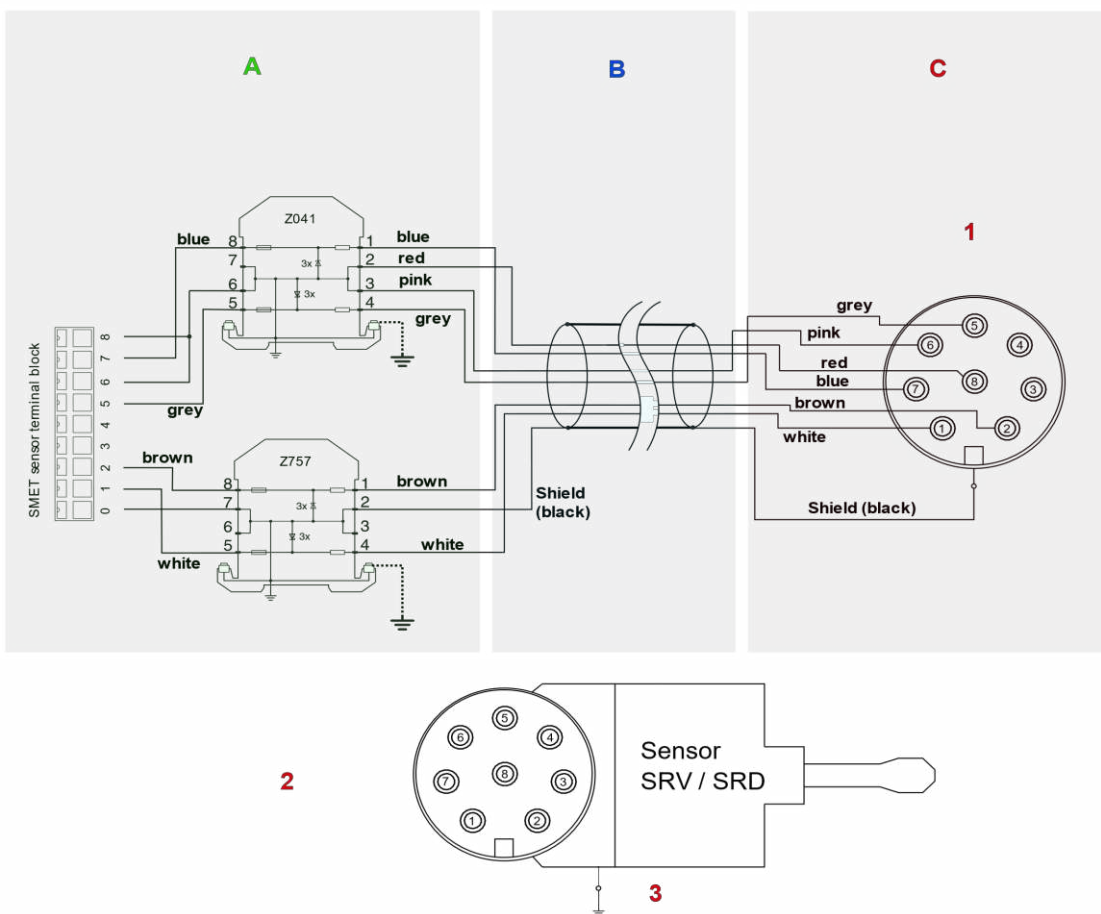 A
B
C
Z041
1
blue
8
1
blue
7
3x
2
red
6
3x
3
pink
5
4
grey
SMET sensor terminal block
8
7
6
5
4
3
2
1
0
grey
brown
Z757
8
1
brown
7
3x
2
Shield
(black)
6
3x
3
5
4
white
white
grey
pink
red
blue
brown
white
5
6
4
8
7
3
1
2
Shield (black)
2
5
6
4
7
8
3
1
2
Sensor
SRV / SRD
3